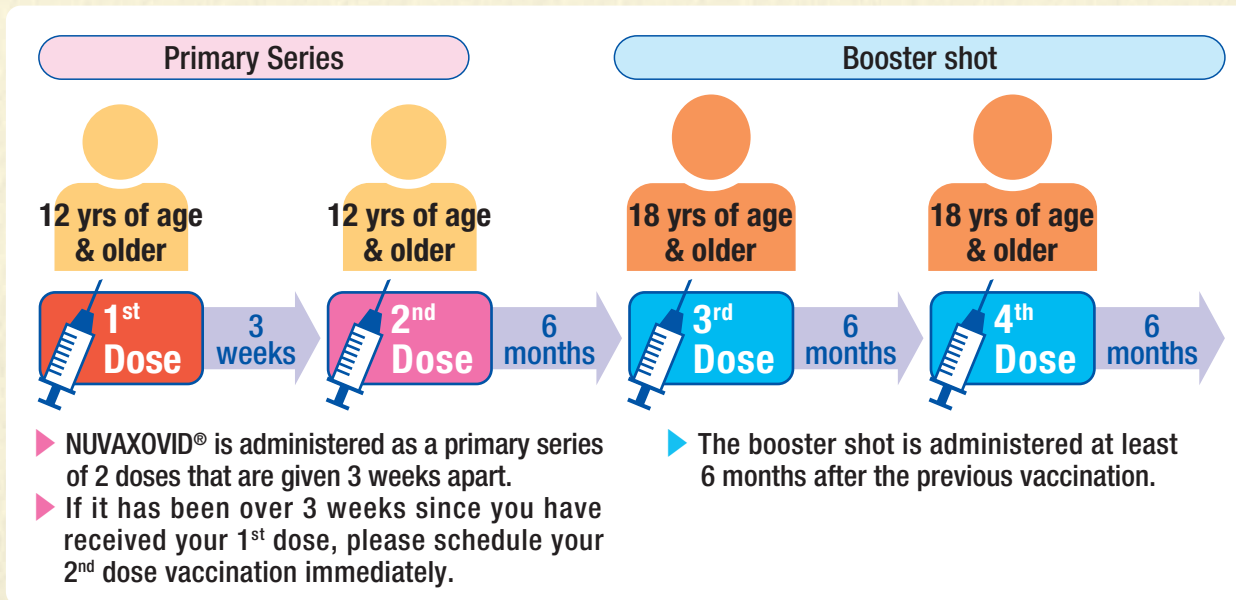 Primary Series
Booster shot
12 yrs of age
& older
12 yrs of age
& older
18 yrs of age
& older
18 yrs of age
& older
1st
Dose
3
weeks
2nd
Dose
6
months
3rd
Dose
6
months
4th
Dose
6
months
NUVAXOVID® is administered as a primary series
of 2 doses that are given 3 weeks apart.
If it has been over 3 weeks since you have
received your 1st dose, please schedule your
2nd dose vaccination immediately.
The booster shot is administered at least
6 months after the previous vaccination.